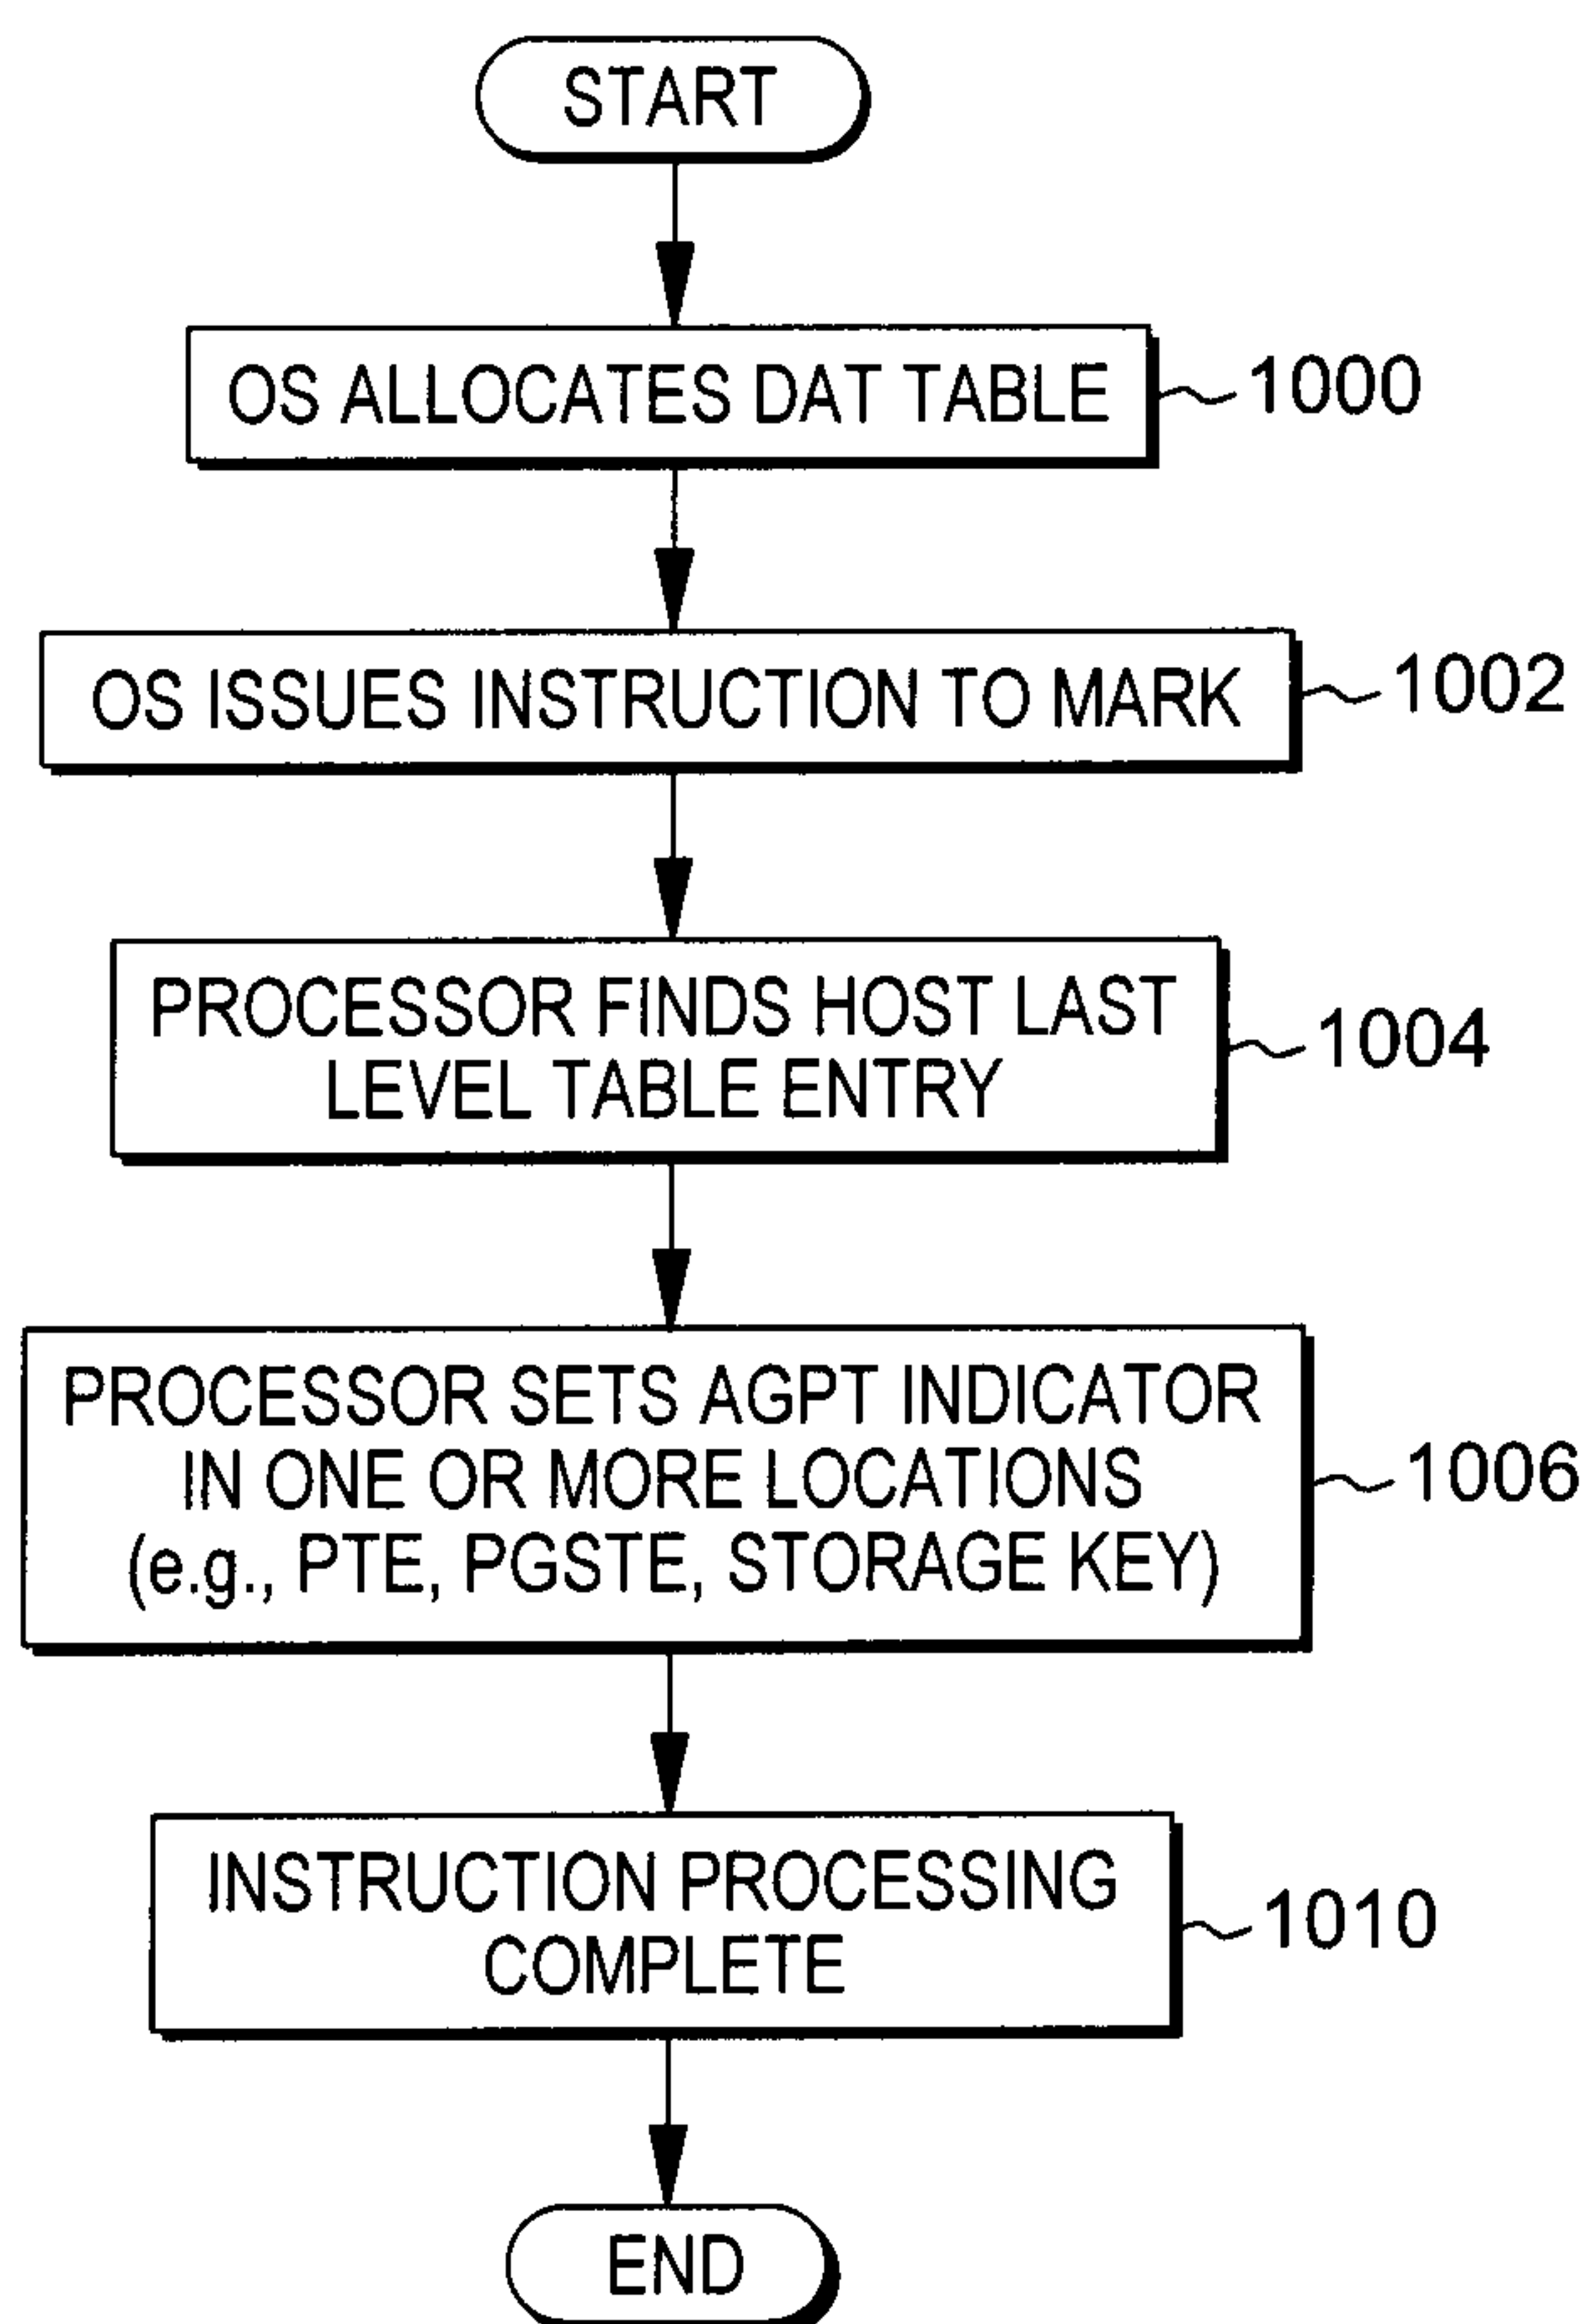 START
OS ALLOCATES DAT TABLE
1000
OS ISSUES INSTRUCTION TO MARK
1002
PROCESSOR FINDS HOST LAST
LEVEL TABLE ENTRY
1004
PROCESSOR SETS AGPT INDICATOR
IN ONE OR MORE LOCATIONS
(e.g., PTE, PGSTE, STORAGE KEY)
1006
INSTRUCTION PROCESSING
COMPLETE
1010
END